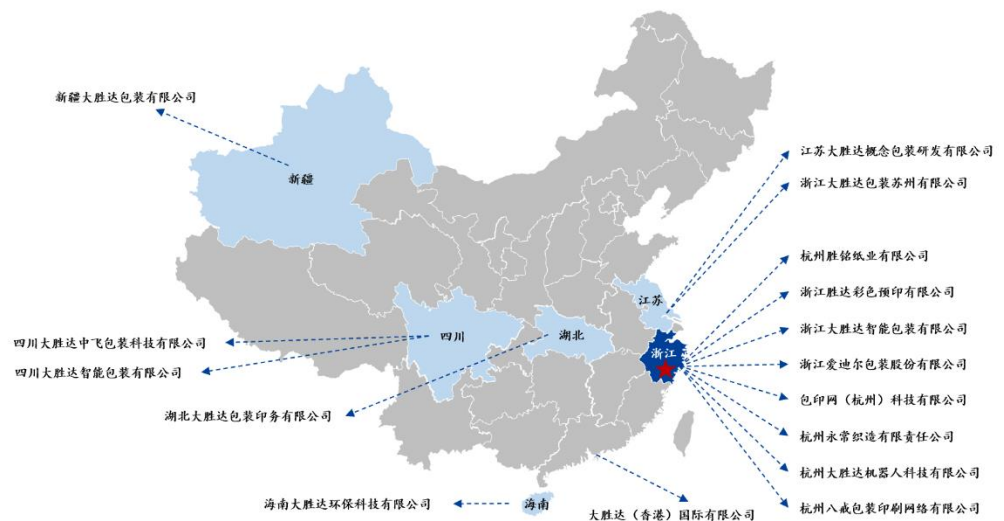 新疆大胜达包装有限公司
新疆
江苏大胜达概念包装研发有限公司
浙江大胜达包装苏州有限公司
杭州胜铭纸业有限公司
浙江胜达彩色预印有限公司
江苏
浙江大胜达智能包装有限公司
四川大胜达中飞包装科技有限公司
四川
湖北
浙江
浙江爱迪尔包装股份有限公司
四川大胜达智能包装有限公司
包印网（杭州）科技有限公司
湖北大胜达包装印务有限公司
杭州永常织造有限责任公司
杭州大胜达机器人科技有限公司
海南大胜达环保科技有限公司
海南
大胜达（香港）国际有限公司
杭州八戒包装印刷网络有限公司